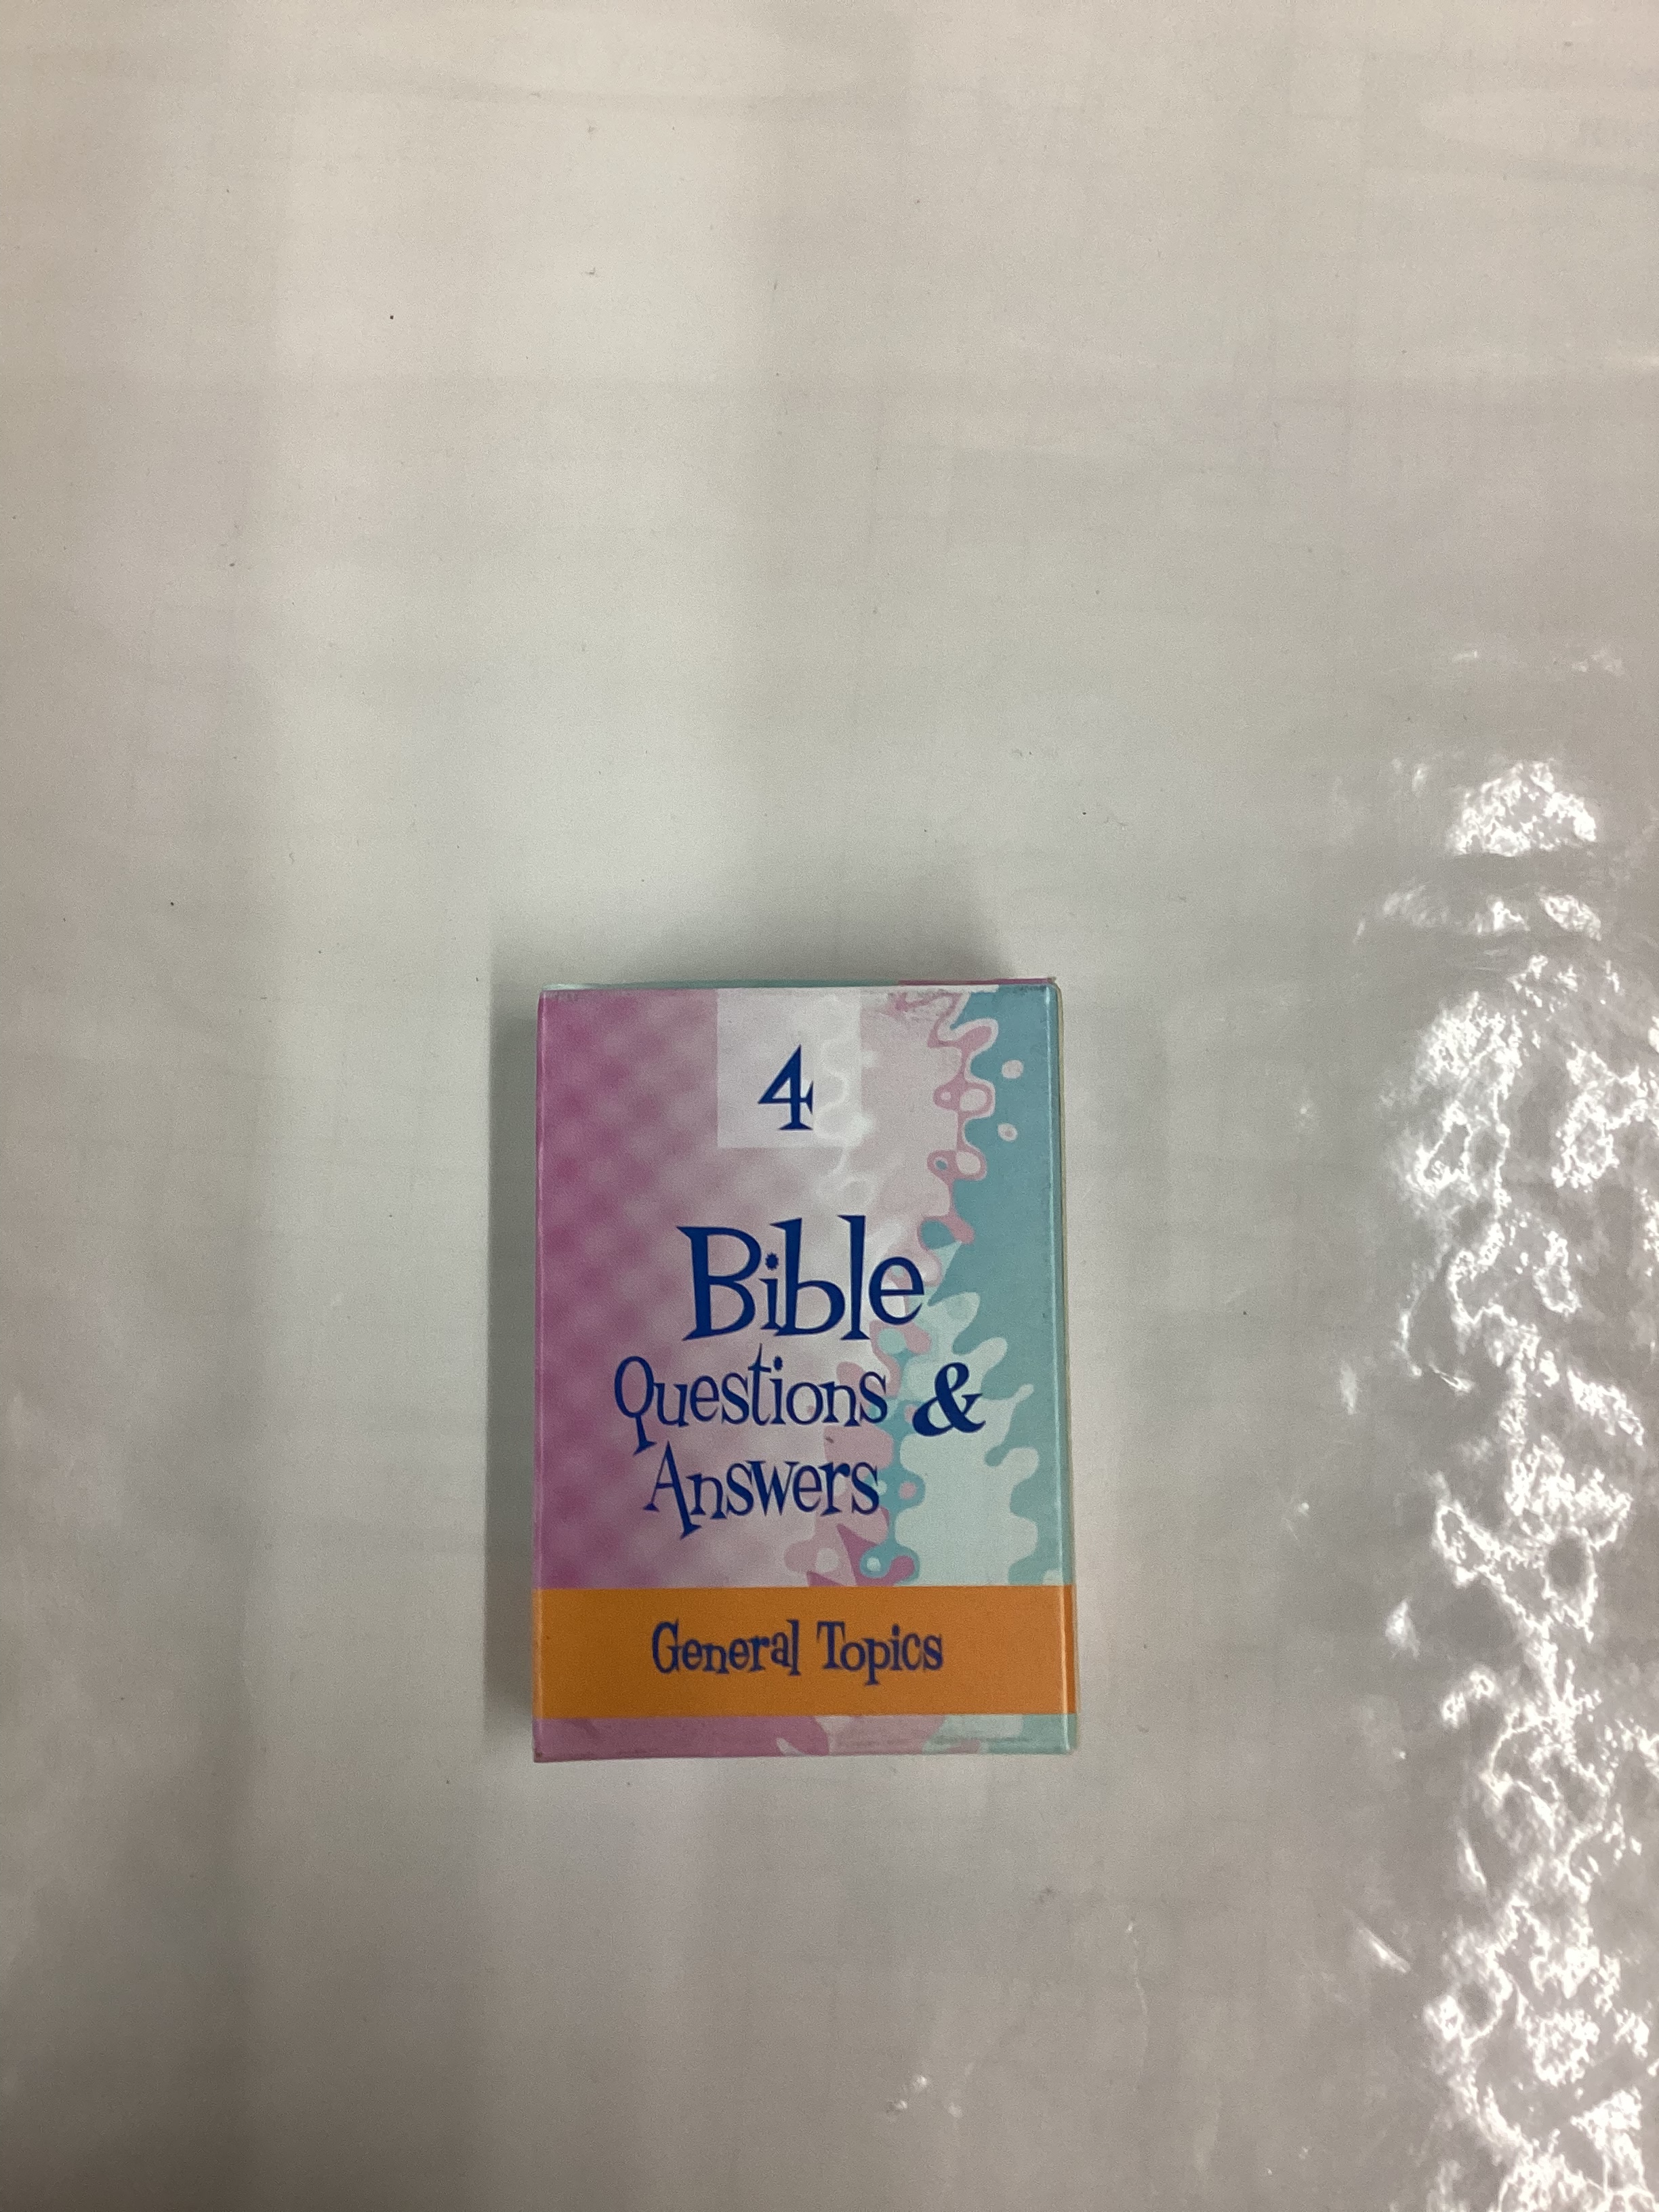 4
Bible
Questions &
Answers
General Topics